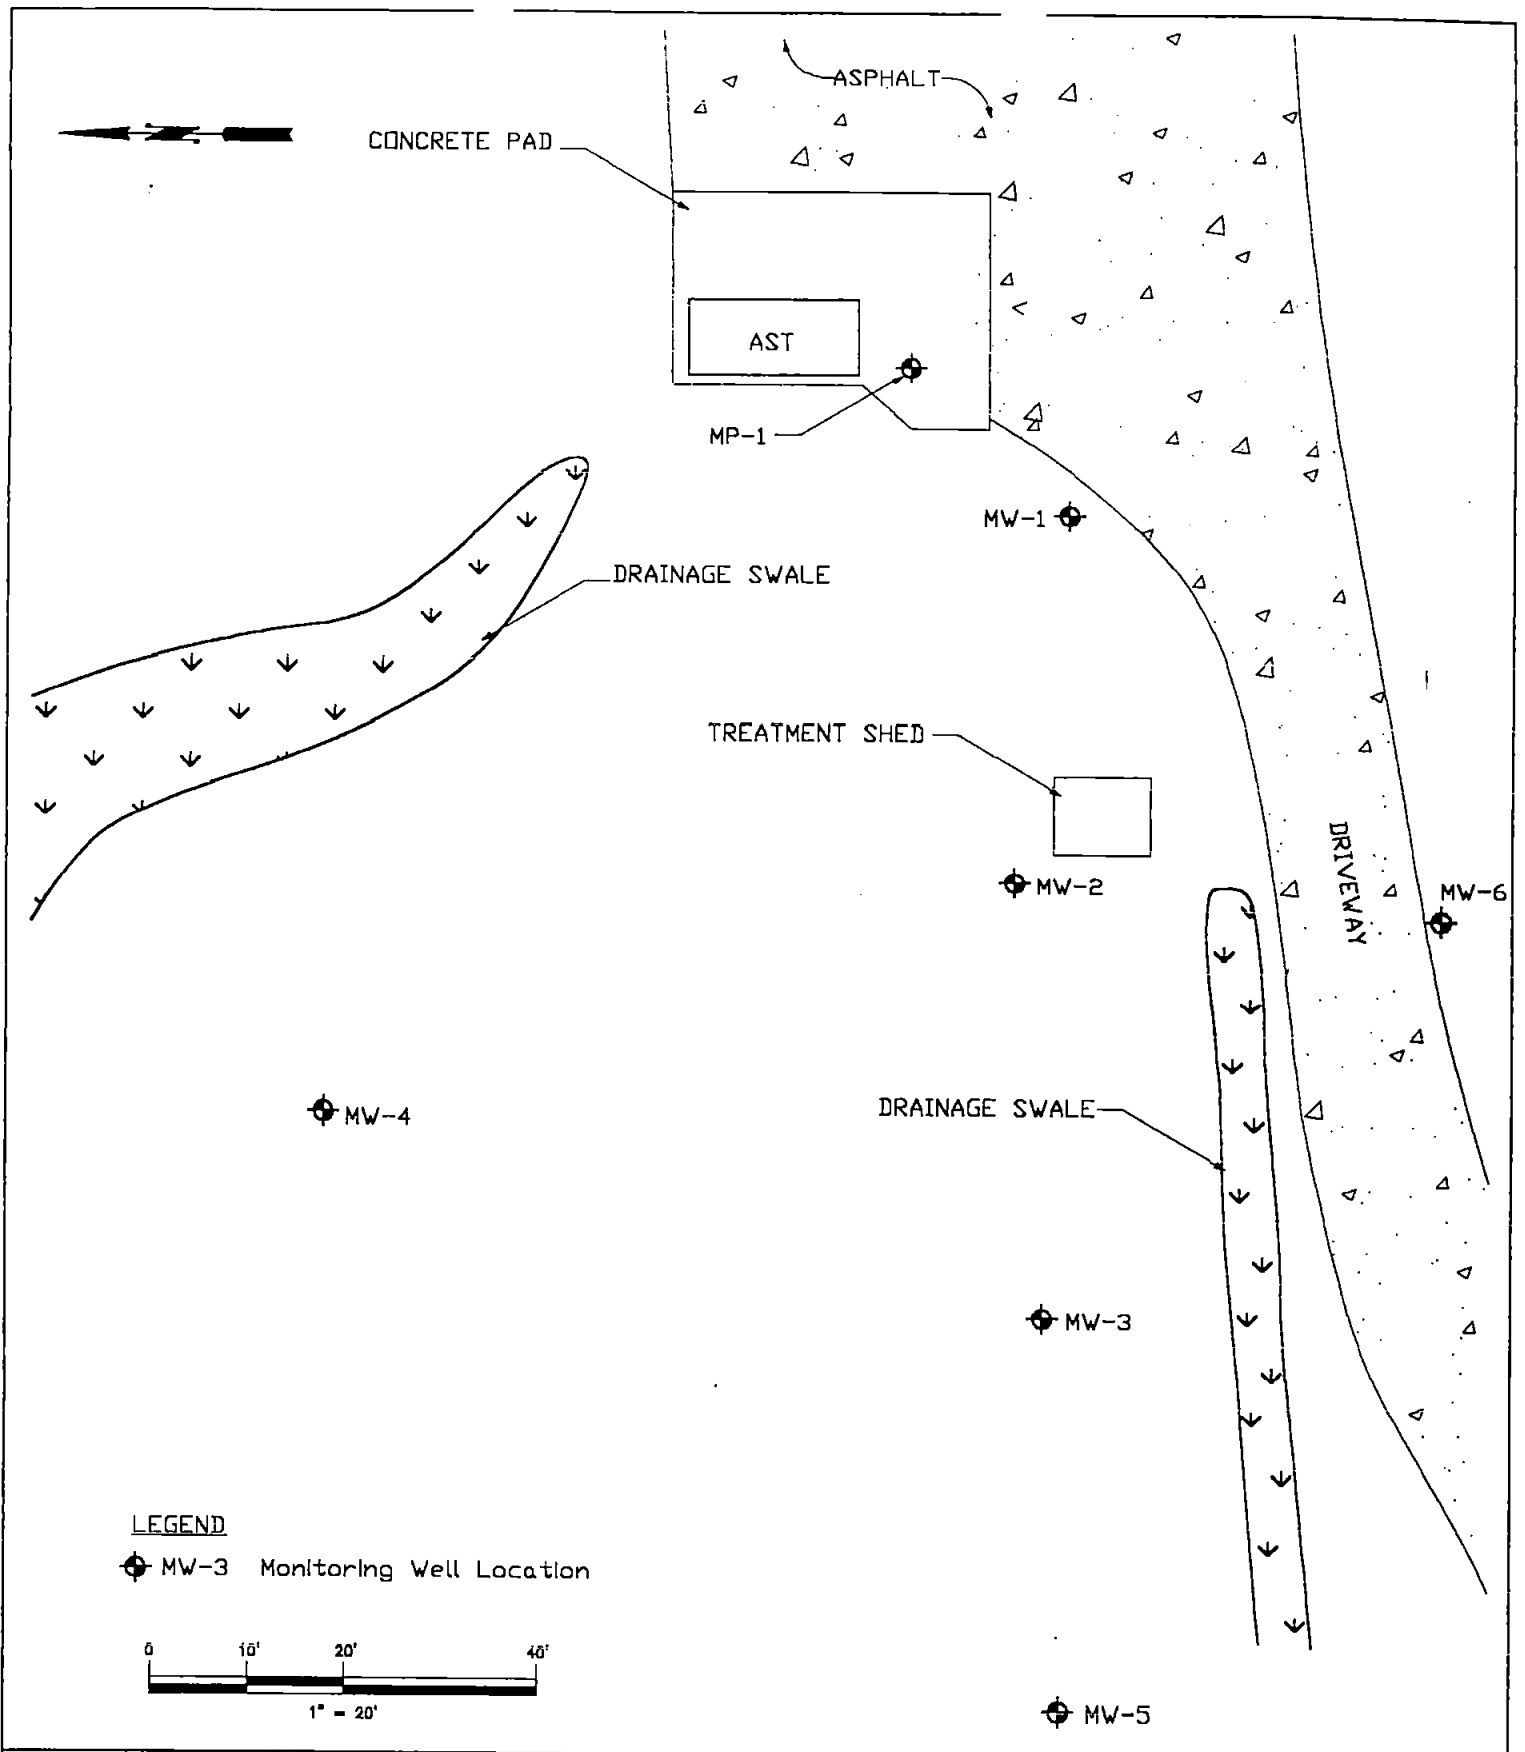 ASPHALT
CONCRETE PAD
AST
MP-1
MW-1
DRAINAGE SWALE
TREATMENT SHED
DRIVEWAY
MW-2
MW-6
MW-4
DRAINAGE SWALE
MW-3
LEGEND
MW-3 Monitoring Well Location
0 10' 20' 40'
1" = 20'
MW-5